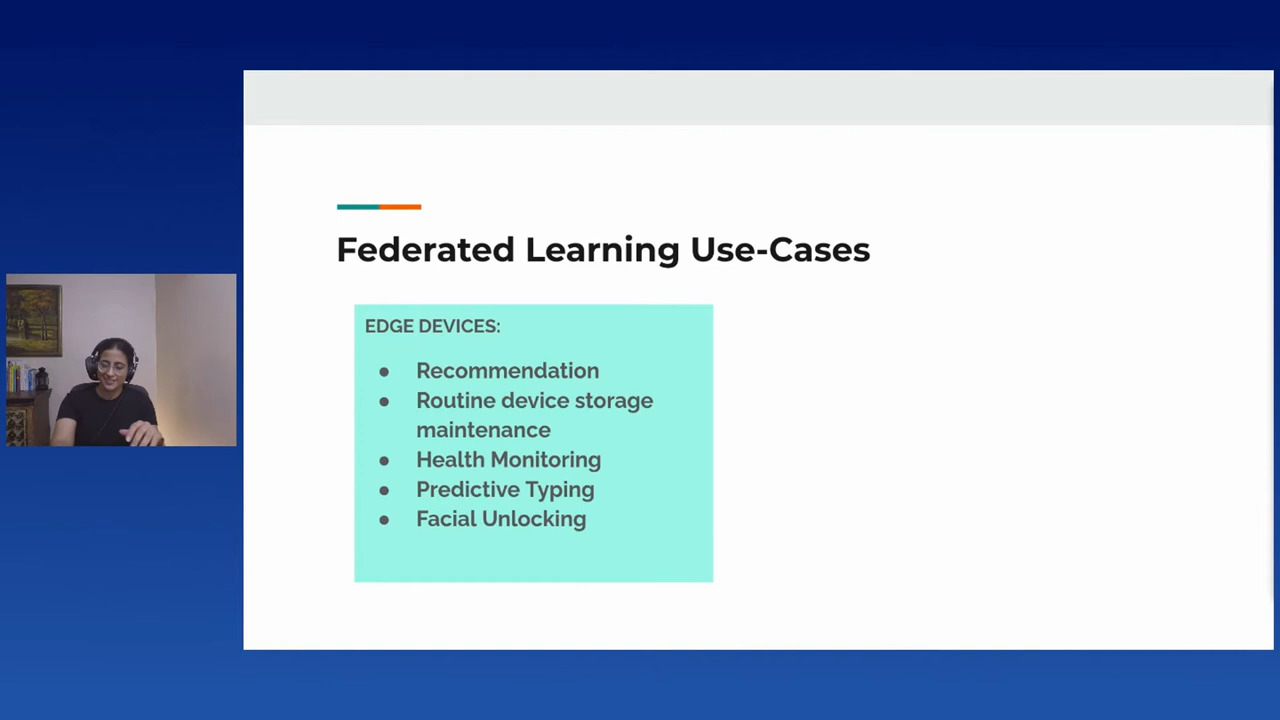 Federated Learning Use-Cases
EDGE DEVICES:
● Recommendation
● Routine device storage
maintenance
● Health Monitoring
● Predictive Typing
● Facial Unlocking